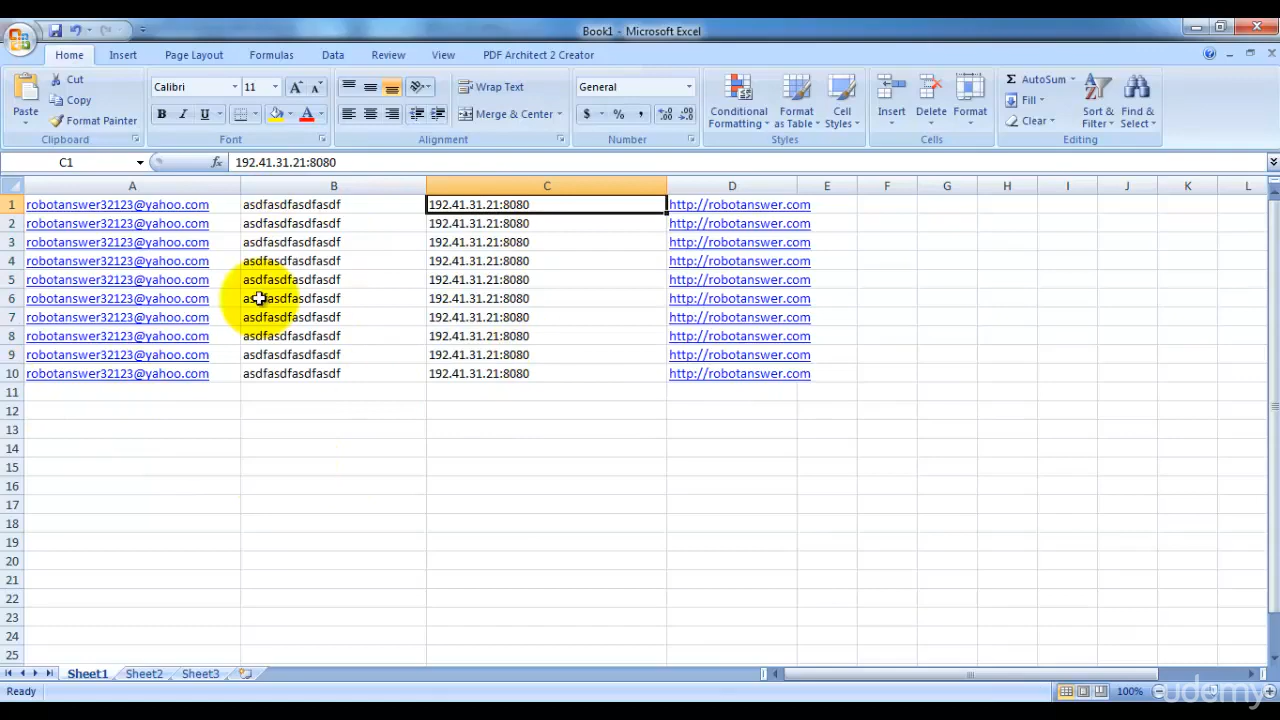 Book1 - Microsoft Excel
Home Insert Page Layout Formulas Data Review View PDF Architect 2 Creator
Paste
Cut
Copy
Format Painter
Clipboard
Calibri 11
B I U A
Font
Wrap Text
Merge & Center
Alignment
General
$ % ,
Number
Conditional Formatting
Format as Table
Cell Styles
Styles
Insert
Delete
Format
Cells
AutoSum
Fill
Clear
Sort & Filter
Find & Select
Editing
C1 fx 192.41.31.21:8080
A B C D E F G H I J K L
1 robotanswer32123@yahoo.com asdfasdfasdfasdf 192.41.31.21:8080 http://robotanswer.com
2 robotanswer32123@yahoo.com asdfasdfasdfasdf 192.41.31.21:8080 http://robotanswer.com
3 robotanswer32123@yahoo.com asdfasdfasdfasdf 192.41.31.21:8080 http://robotanswer.com
4 robotanswer32123@yahoo.com asdfasdfasdfasdf 192.41.31.21:8080 http://robotanswer.com
5 robotanswer32123@yahoo.com asdfasdfasdfasdf 192.41.31.21:8080 http://robotanswer.com
6 robotanswer32123@yahoo.com asdfasdfasdfasdf 192.41.31.21:8080 http://robotanswer.com
7 robotanswer32123@yahoo.com asdfasdfasdfasdf 192.41.31.21:8080 http://robotanswer.com
8 robotanswer32123@yahoo.com asdfasdfasdfasdf 192.41.31.21:8080 http://robotanswer.com
9 robotanswer32123@yahoo.com asdfasdfasdfasdf 192.41.31.21:8080 http://robotanswer.com
10 robotanswer32123@yahoo.com asdfasdfasdfasdf 192.41.31.21:8080 http://robotanswer.com
11
12
13
14
15
16
17
18
19
20
21
22
23
24
25
Sheet1 Sheet2 Sheet3
Ready 100%
udemy